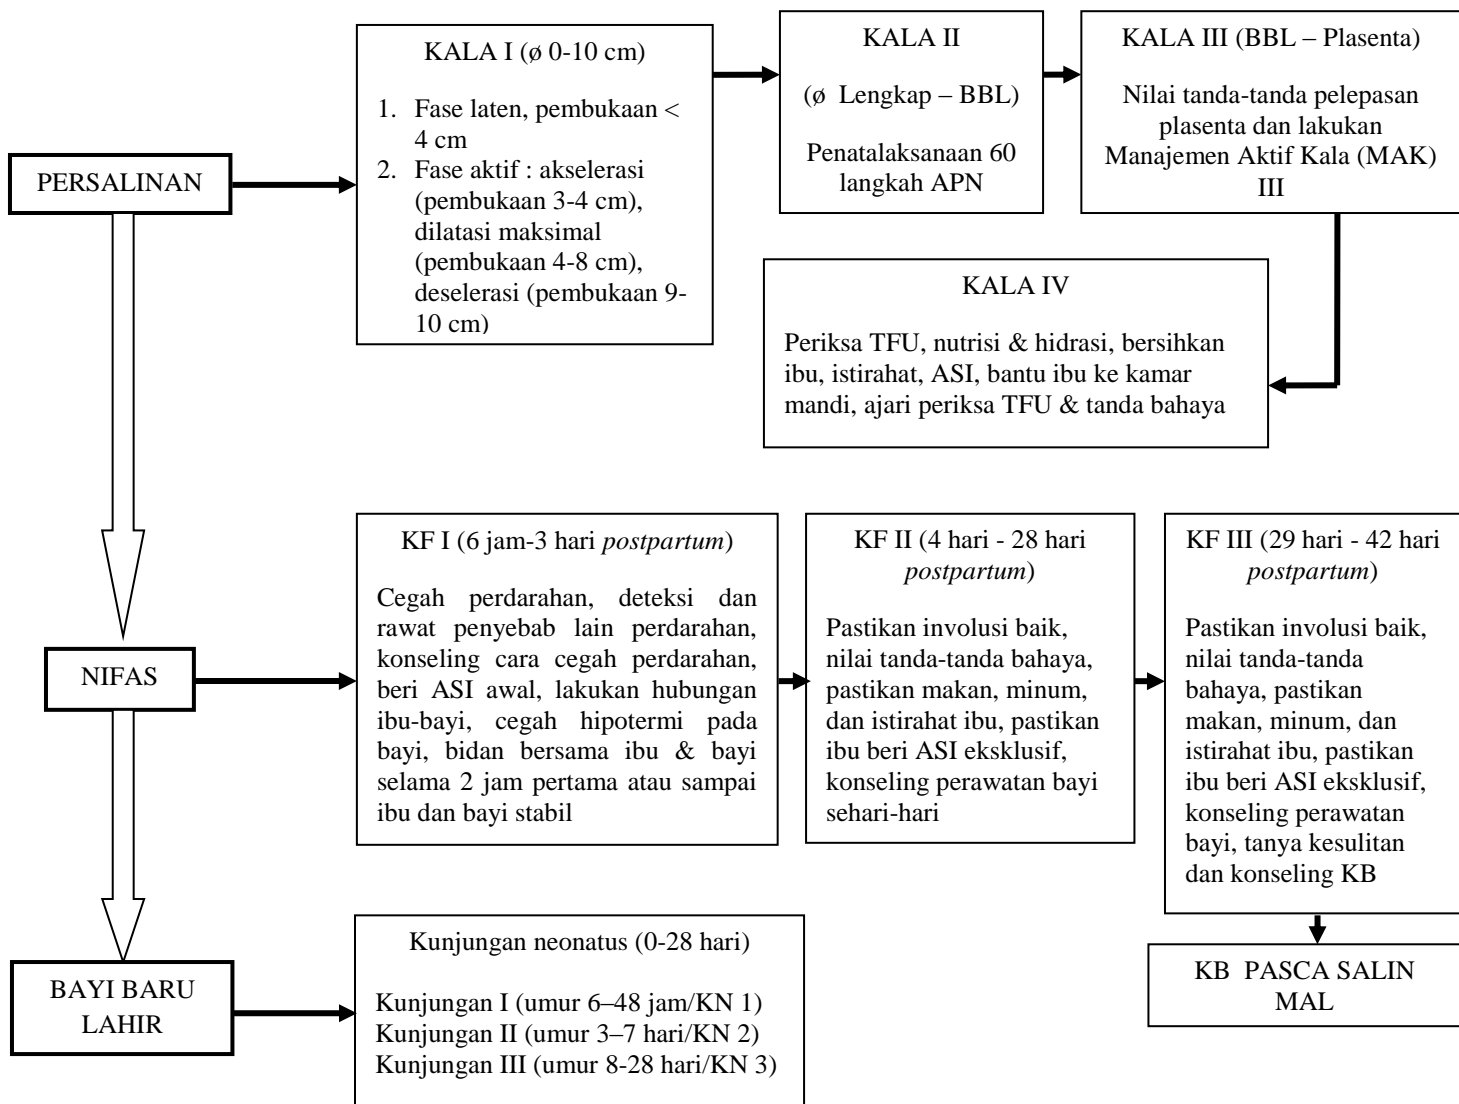 PERSALINAN
KALA I (ø 0-10 cm)
1. Fase laten, pembukaan <
4 cm
2. Fase aktif : akselerasi
(pembukaan 3-4 cm),
dilatasi maksimal
(pembukaan 4-8 cm),
deselerasi (pembukaan 9-
10 cm)
KALA II
(ø Lengkap – BBL)
Penatalaksanaan 60
langkah APN
KALA III (BBL – Plasenta)
Nilai tanda-tanda pelepasan
plasenta dan lakukan
Manajemen Aktif Kala (MAK)
III
KALA IV
Periksa TFU, nutrisi & hidrasi, bersihkan
ibu, istirahat, ASI, bantu ibu ke kamar
mandi, ajari periksa TFU & tanda bahaya
NIFAS
KF I (6 jam-3 hari postpartum)
Cegah perdarahan, deteksi dan
rawat penyebab lain perdarahan,
konseling cara cegah perdarahan,
beri ASI awal, lakukan hubungan
ibu-bayi, cegah hipotermi pada
bayi, bidan bersama ibu & bayi
selama 2 jam pertama atau sampai
ibu dan bayi stabil
KF II (4 hari - 28 hari
postpartum)
Pastikan involusi baik,
nilai tanda-tanda bahaya,
pastikan makan, minum,
dan istirahat ibu, pastikan
ibu beri ASI eksklusif,
konseling perawatan bayi
sehari-hari
KF III (29 hari - 42 hari
postpartum)
Pastikan involusi baik,
nilai tanda-tanda
bahaya, pastikan
makan, minum, dan
istirahat ibu, pastikan
ibu beri ASI eksklusif,
konseling perawatan
bayi, tanya kesulitan
dan konseling KB
KB PASCA SALIN
MAL
BAYI BARU
LAHIR
Kunjungan neonatus (0-28 hari)
Kunjungan I (umur 6–48 jam/KN 1)
Kunjungan II (umur 3–7 hari/KN 2)
Kunjungan III (umur 8-28 hari/KN 3)